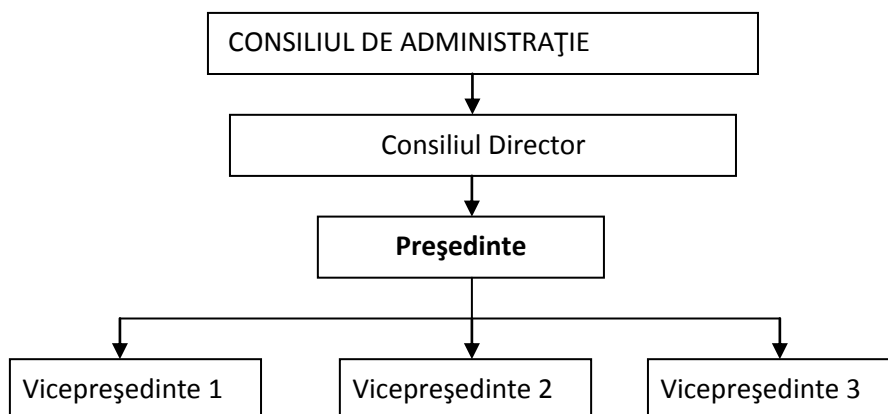 CONSILIUL DE ADMINISTRAŢIE
Consiliul Director
Preşedinte
Vicepreşedinte 1
Vicepreşedinte 2
Vicepreşedinte 3